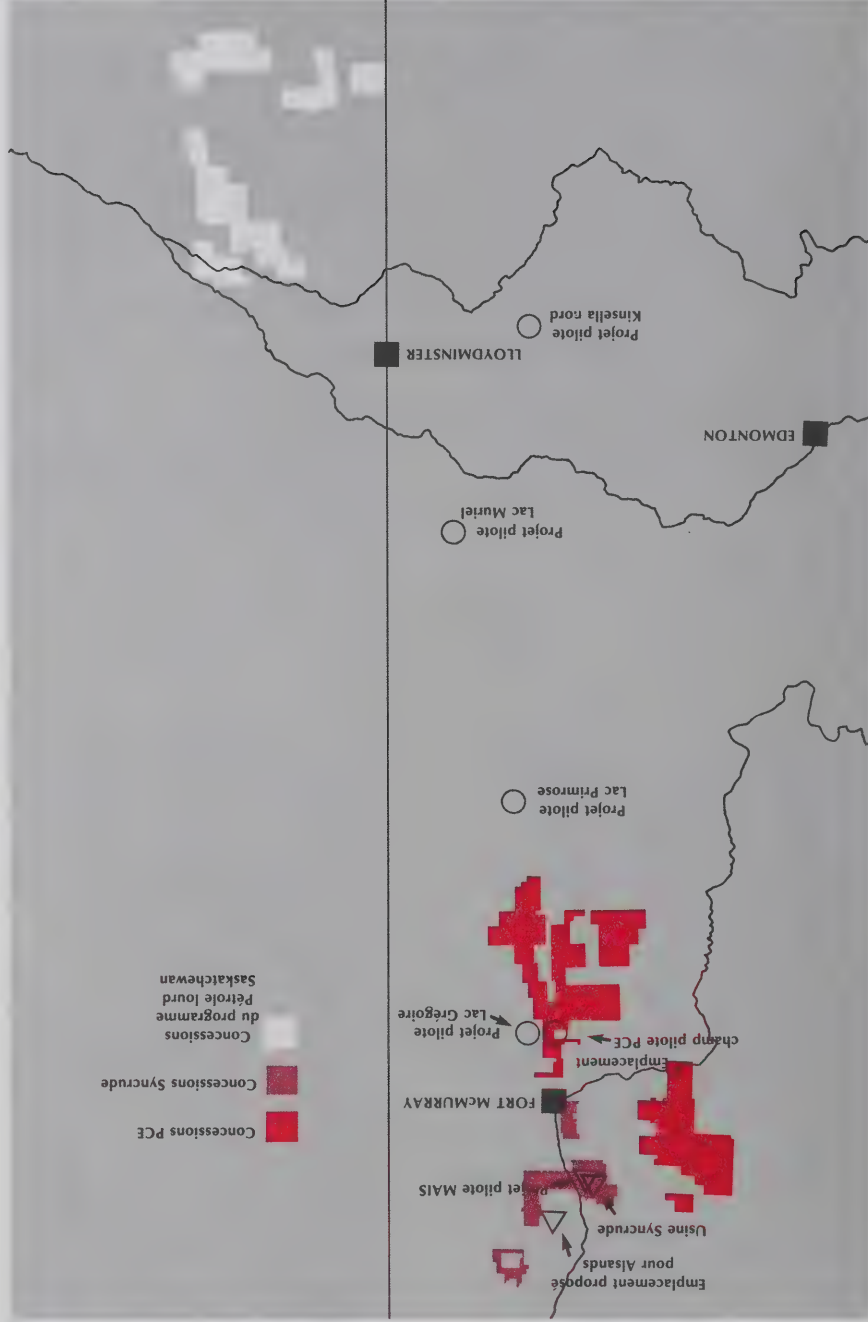 Emplacement proposé
pour Alsands
Usine Syncrude
Projet pilote MAIS
FORT McMURRAY
Emplacement
champ pilote PCE
Projet pilote
Lac Grégoire
Concessions PCE
Concessions Syncrude
Concessions
du programme
Pétrole lourd
Saskatchewan
Projet pilote
Lac Primrose
Projet pilote
Lac Muriel
EDMONTON
LLOYDMINSTER
Projet pilote
Kinsella nord